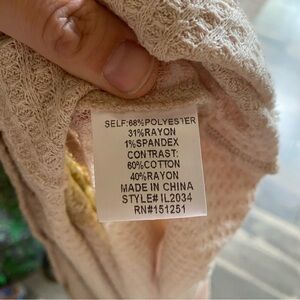 SELF:68%POLYESTER
31%RAYON
1%SPANDEX
CONTRAST:
60%COTTON
40%RAYON
MADE IN CHINA
STYLE# IL2034
RN#151251